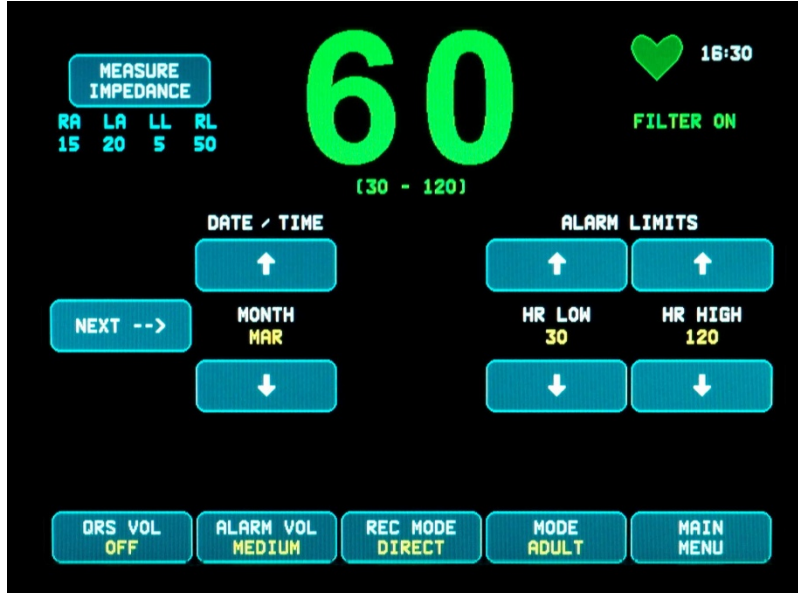 MEASURE
IMPEDANCE
RA LA LL RL
15 20 5 50
60
(30 - 120)
16:30
FILTER ON
DATE / TIME
ALARM LIMITS
NEXT -->
MONTH
MAR
HR LOW
30
HR HIGH
120
QRS VOL
OFF
ALARM VOL
MEDIUM
REC MODE
DIRECT
MODE
ADULT
MAIN
MENU